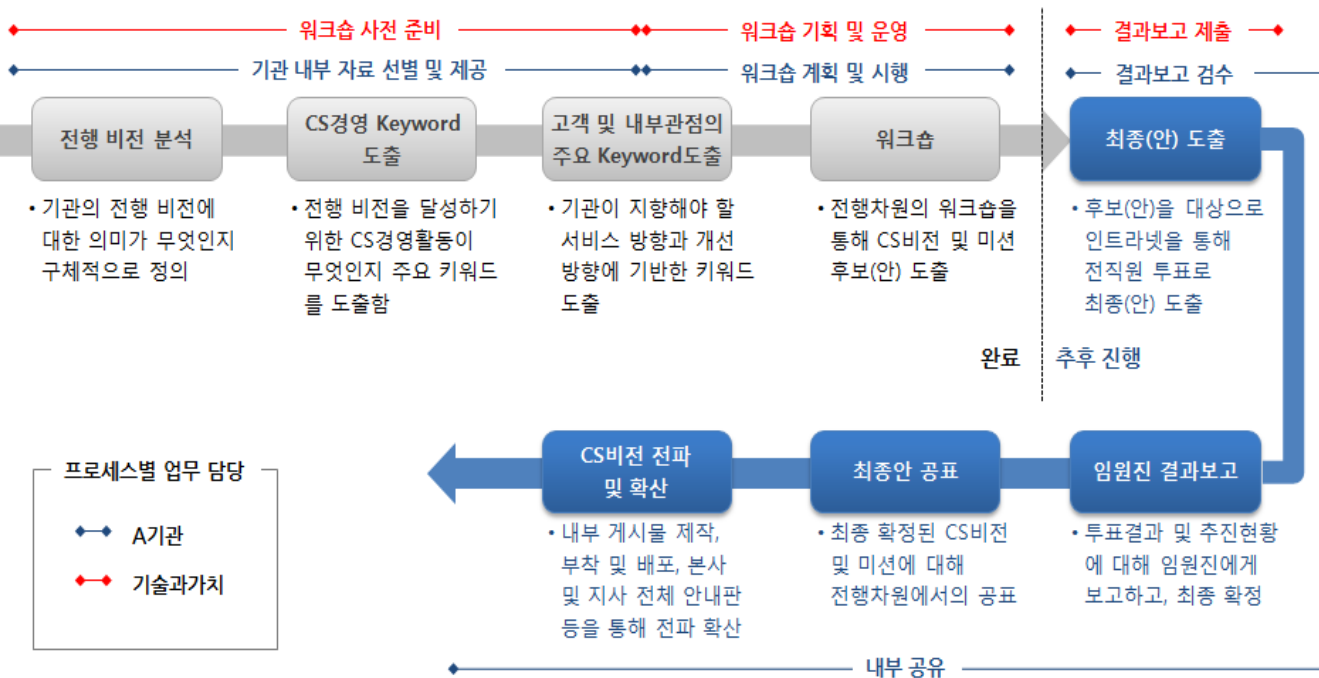 워크숍 사전 준비
워크숍 기획 및 운영
결과보고 제출
기관 내부 자료 선별 및 제공
워크숍 계획 및 시행
결과보고 검수
전행 비전 분석
CS경영 Keyword
도출
고객 및 내부관점의
주요 Keyword도출
워크숍
최종(안) 도출
• 기관의 전행 비전에
대한 의미가 무엇인지
구체적으로 정의
• 전행 비전을 달성하기
위한 CS경영활동이
무엇인지 주요 키워드
를 도출함
• 기관이 지향해야 할
서비스 방향과 개선
방향에 기반한 키워드
도출
• 전행차원의 워크숍을
통해 CS비전 및 미션
후보(안) 도출
• 후보(안)을 대상으로
인트라넷을 통해
전직원 투표로
최종(안) 도출
완료
추후 진행
프로세스별 업무 담당
A기관
기술과가치
CS비전 전파
및 확산
최종안 공표
임원진 결과보고
• 내부 게시물 제작,
부착 및 배포, 본사
및 지사 전체 안내판
등을 통해 전파 확산
• 최종 확정된 CS비전
및 미션에 대해
전행차원에서의 공표
• 투표결과 및 추진현황
에 대해 임원진에게
보고하고, 최종 확정
내부 공유